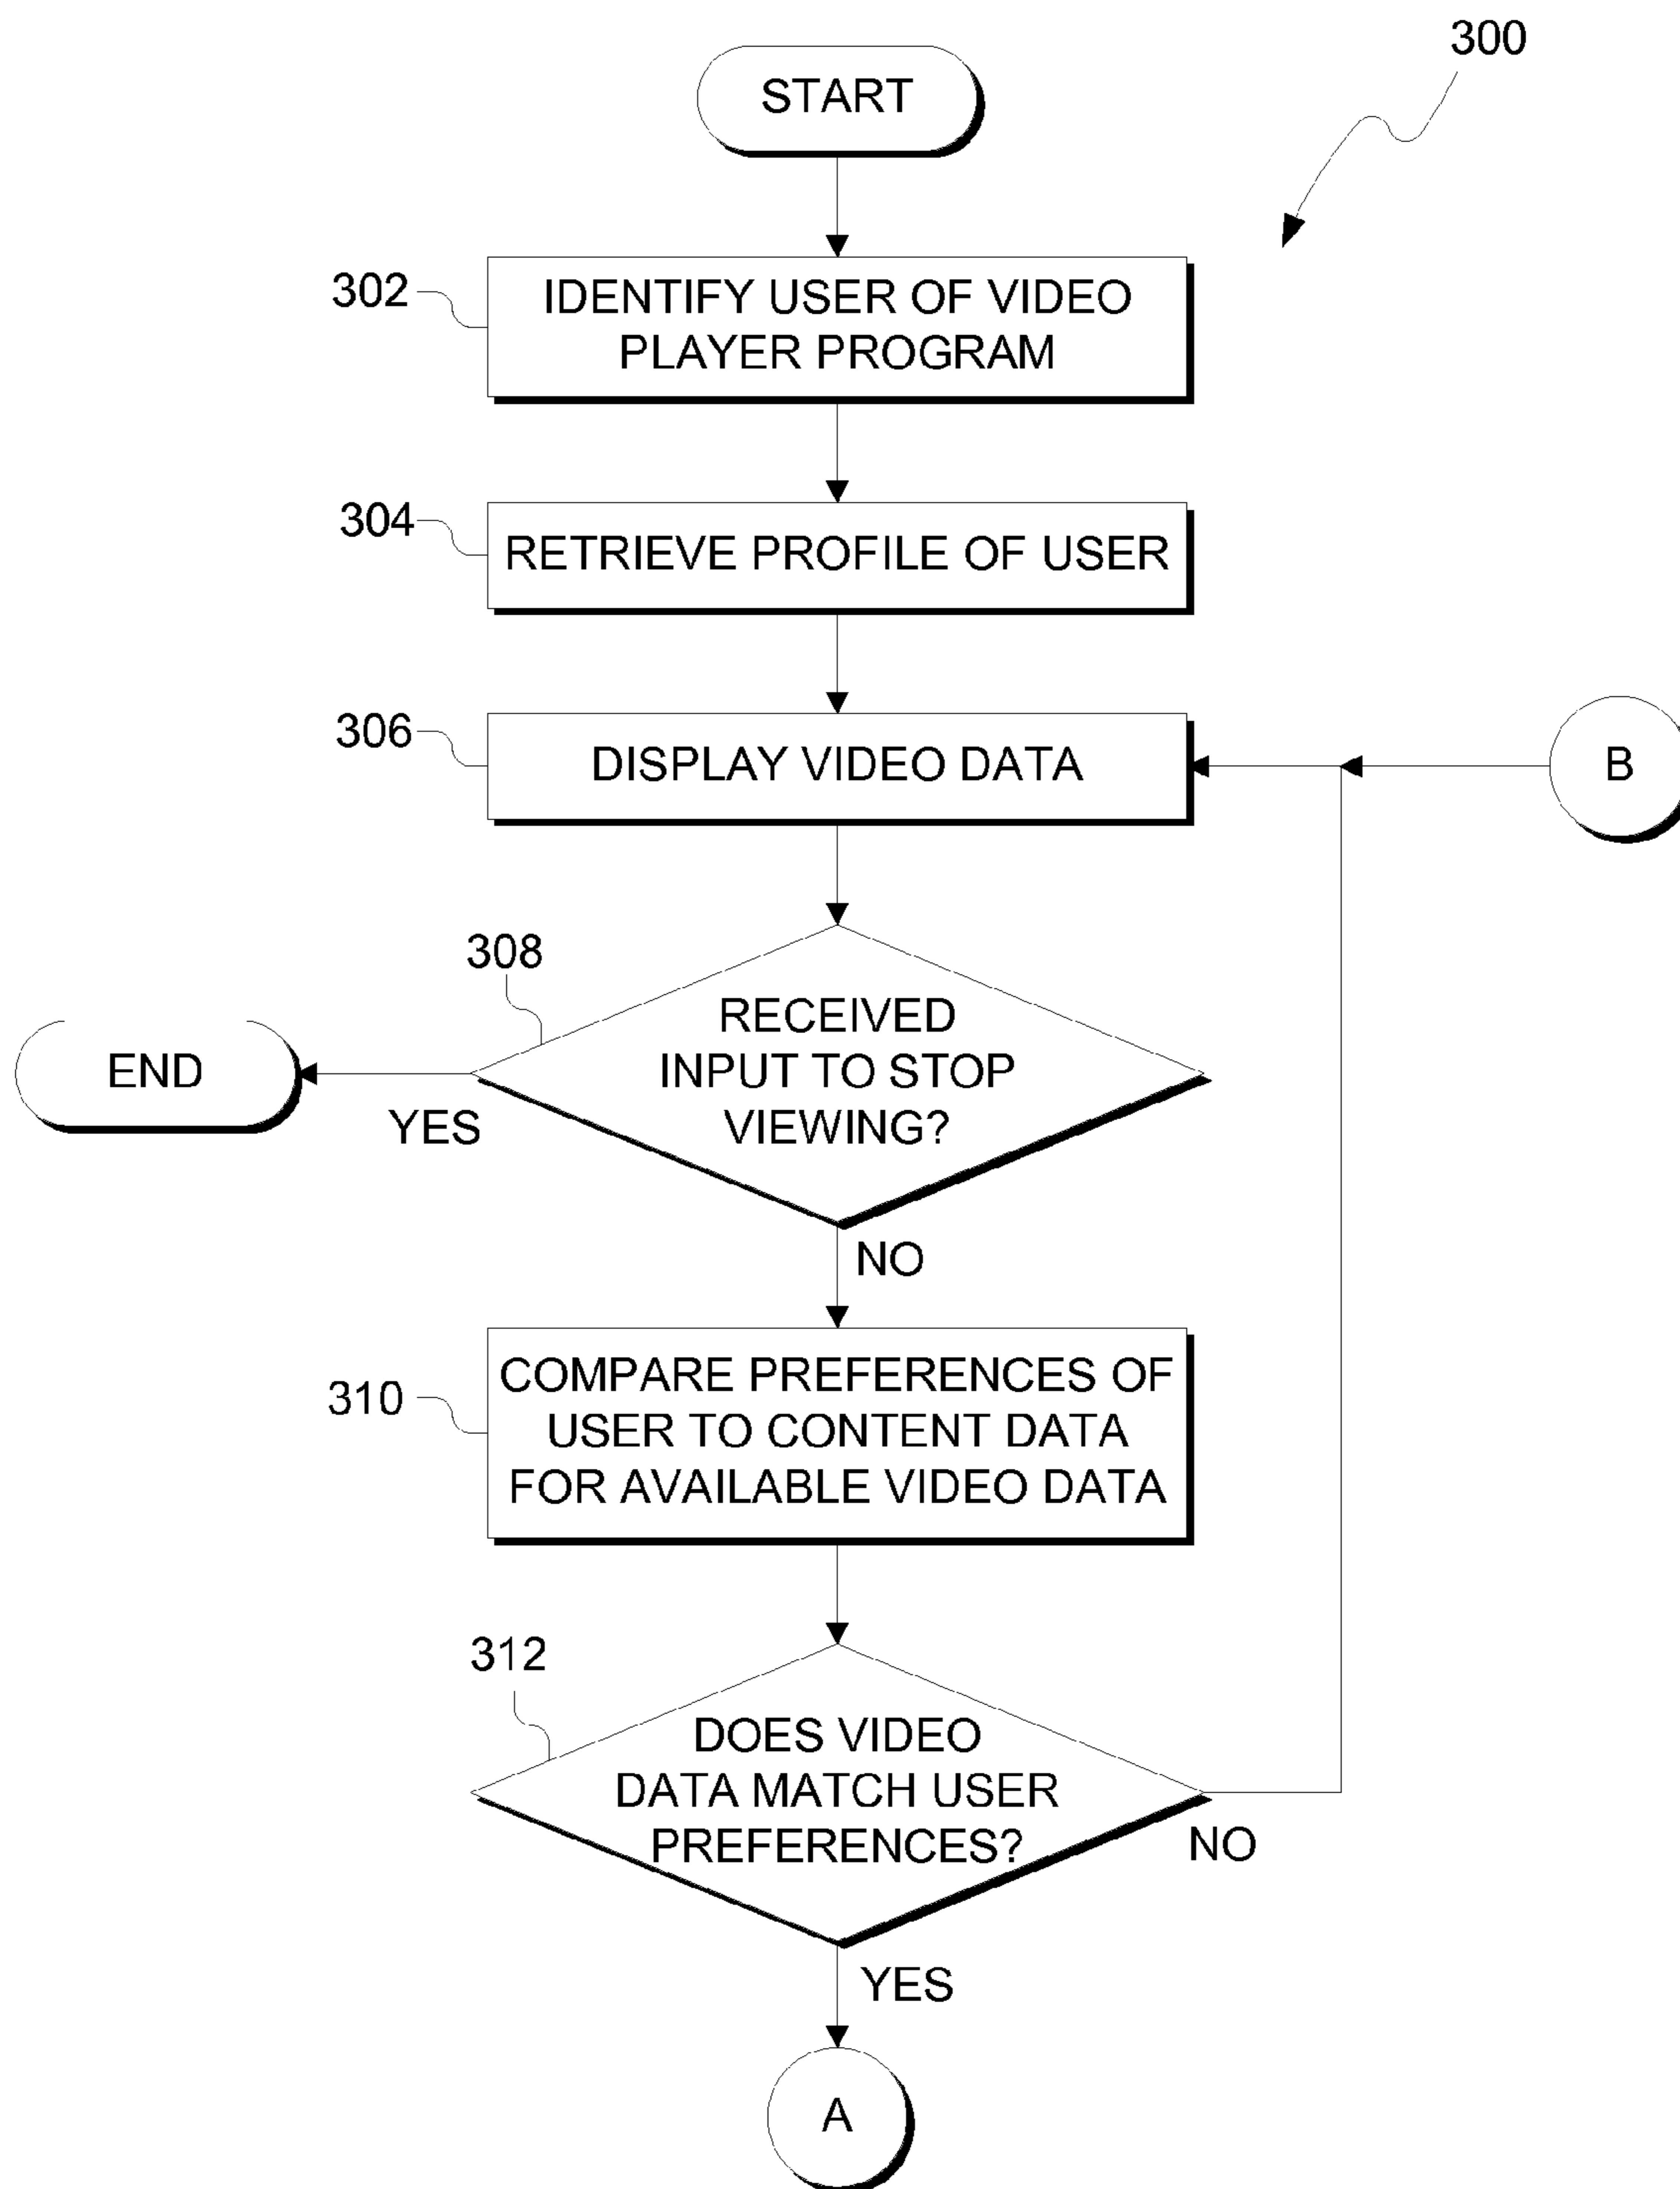 300
START
302
IDENTIFY USER OF VIDEO
PLAYER PROGRAM
304
RETRIEVE PROFILE OF USER
306
DISPLAY VIDEO DATA
B
308
RECEIVED
INPUT TO STOP
VIEWING?
END
YES
NO
310
COMPARE PREFERENCES OF
USER TO CONTENT DATA
FOR AVAILABLE VIDEO DATA
312
DOES VIDEO
DATA MATCH USER
PREFERENCES?
NO
YES
A